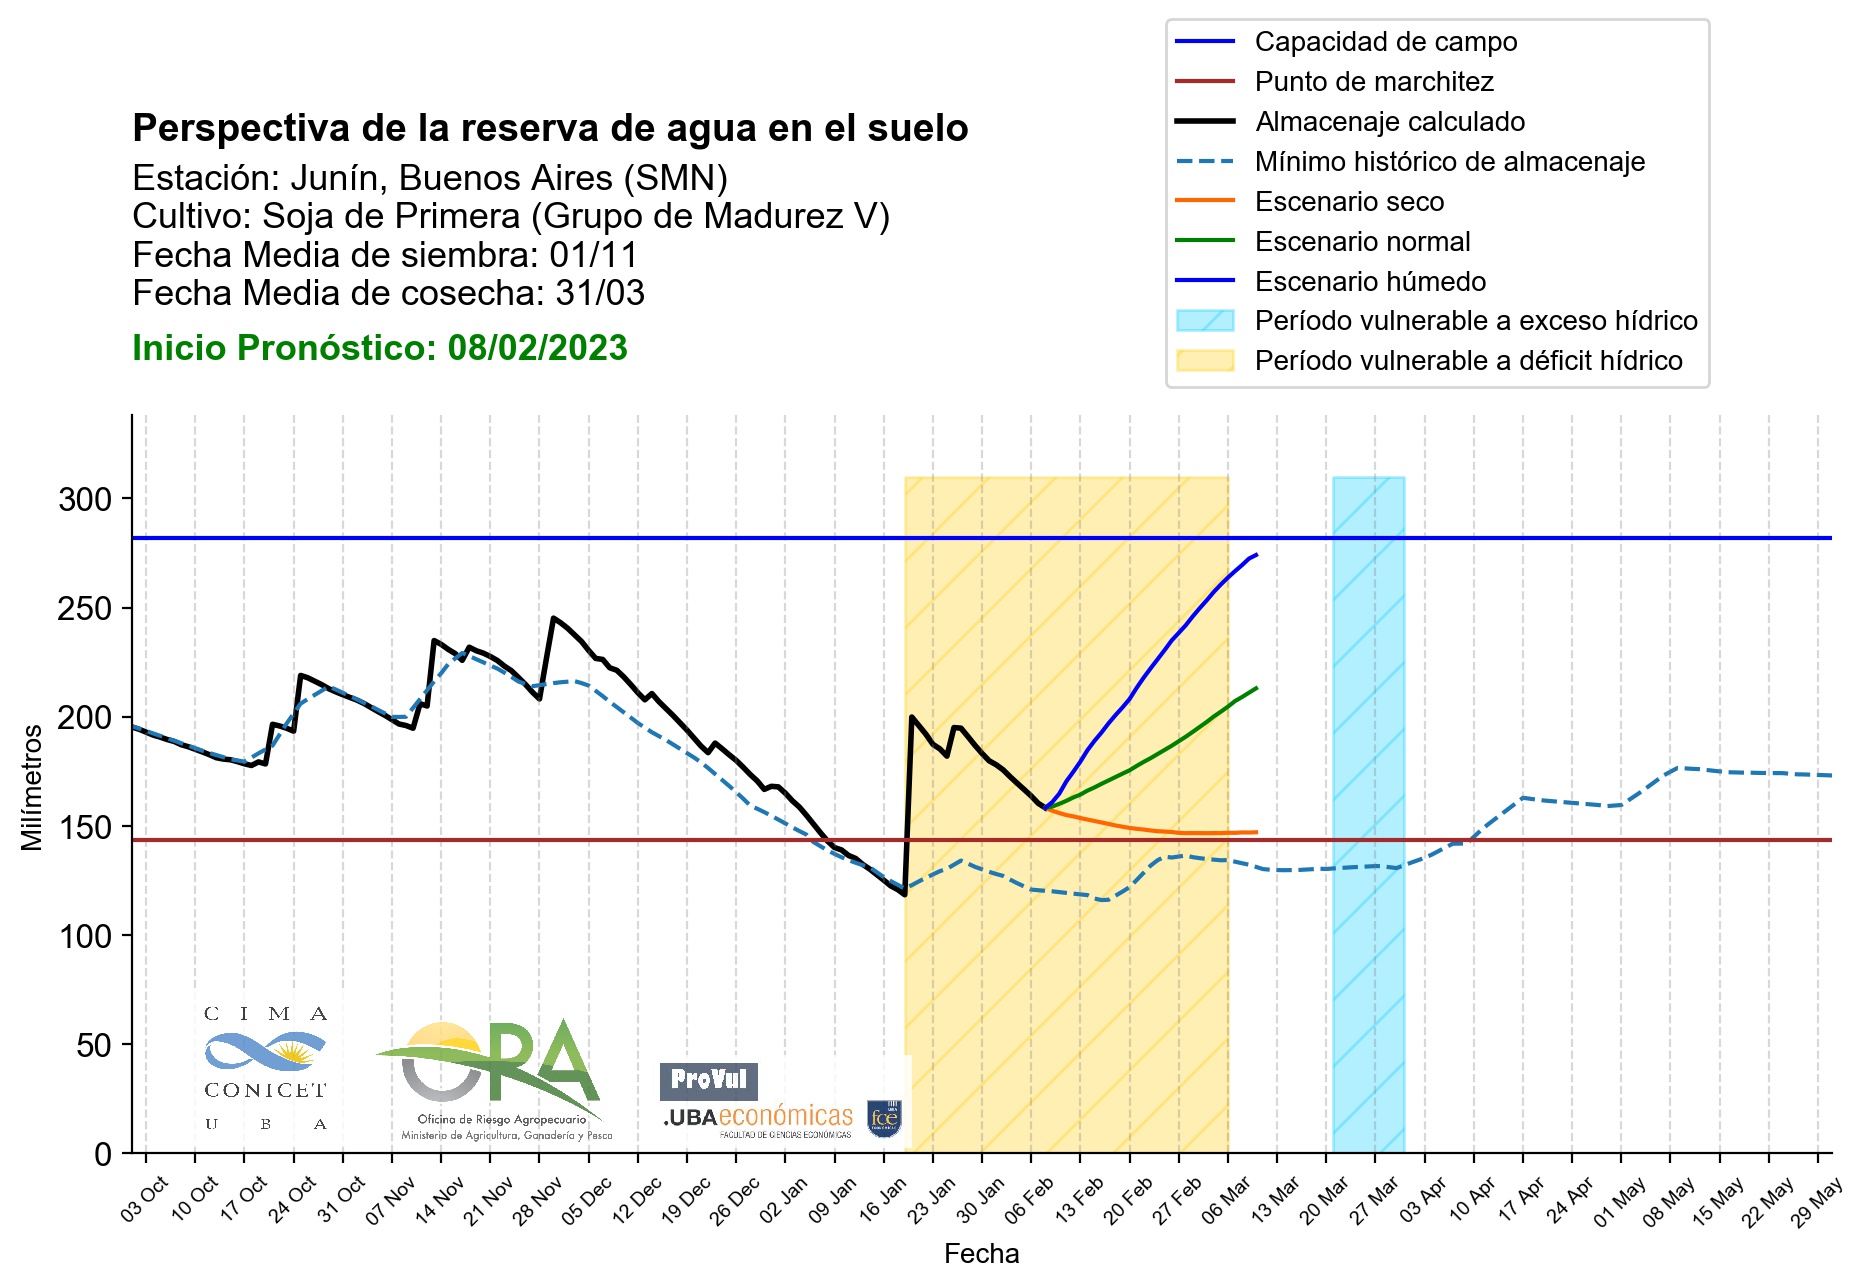 Capacidad de campo
Punto de marchitez
Almacenaje calculado
Mínimo histórico de almacenaje
Escenario seco
Escenario normal
Escenario húmedo
Período vulnerable a exceso hídrico
Período vulnerable a déficit hídrico
Perspectiva de la reserva de agua en el suelo
Estación: Junín, Buenos Aires (SMN)
Cultivo: Soja de Primera (Grupo de Madurez V)
Fecha Media de siembra: 01/11
Fecha Media de cosecha: 31/03
Inicio Pronóstico: 08/02/2023
Milímetros
300
250
200
150
100
50
0
CIMA
CONICET
UBA
ORA
Oficina de Riesgo Agropecuario
Ministerio de Agricultura, Ganadería y Pesca
ProVul
.UBAeconómicas
FACULTAD DE CIENCIAS ECONÓMICAS
fce
03 Oct
10 Oct
17 Oct
24 Oct
31 Oct
07 Nov
14 Nov
21 Nov
28 Nov
05 Dec
12 Dec
19 Dec
26 Dec
02 Jan
09 Jan
16 Jan
23 Jan
30 Jan
06 Feb
13 Feb
20 Feb
27 Feb
06 Mar
13 Mar
20 Mar
27 Mar
03 Apr
10 Apr
17 Apr
24 Apr
01 May
08 May
15 May
22 May
29 May
Fecha